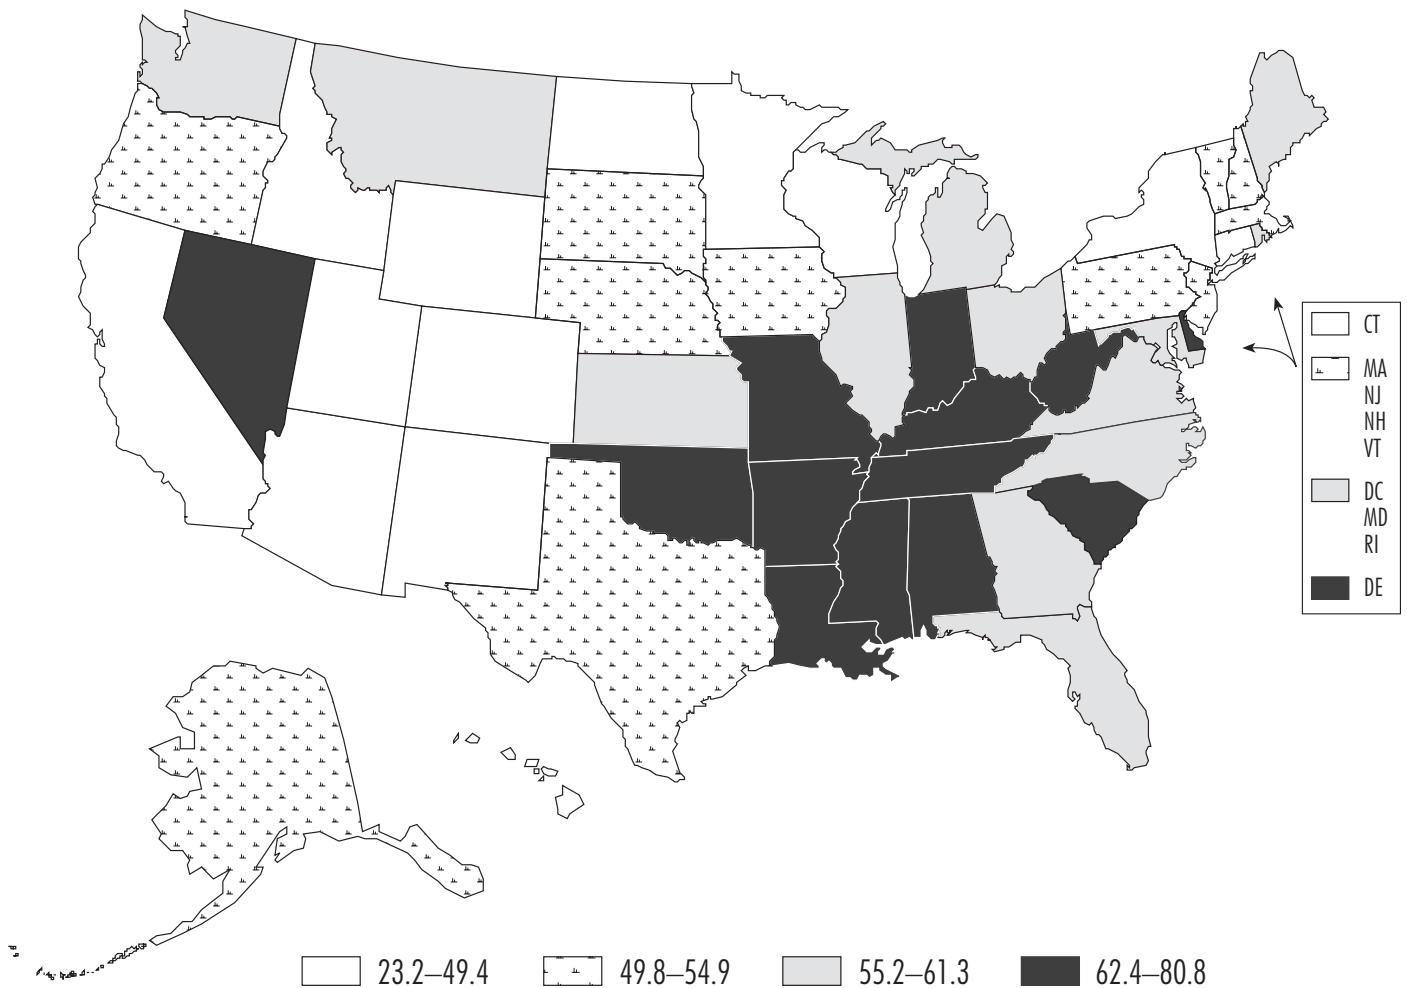 CT
MA
NJ
NH
VT
DC
MD
RI
DE
23.2–49.4 49.8–54.9 55.2–61.3 62.4–80.8